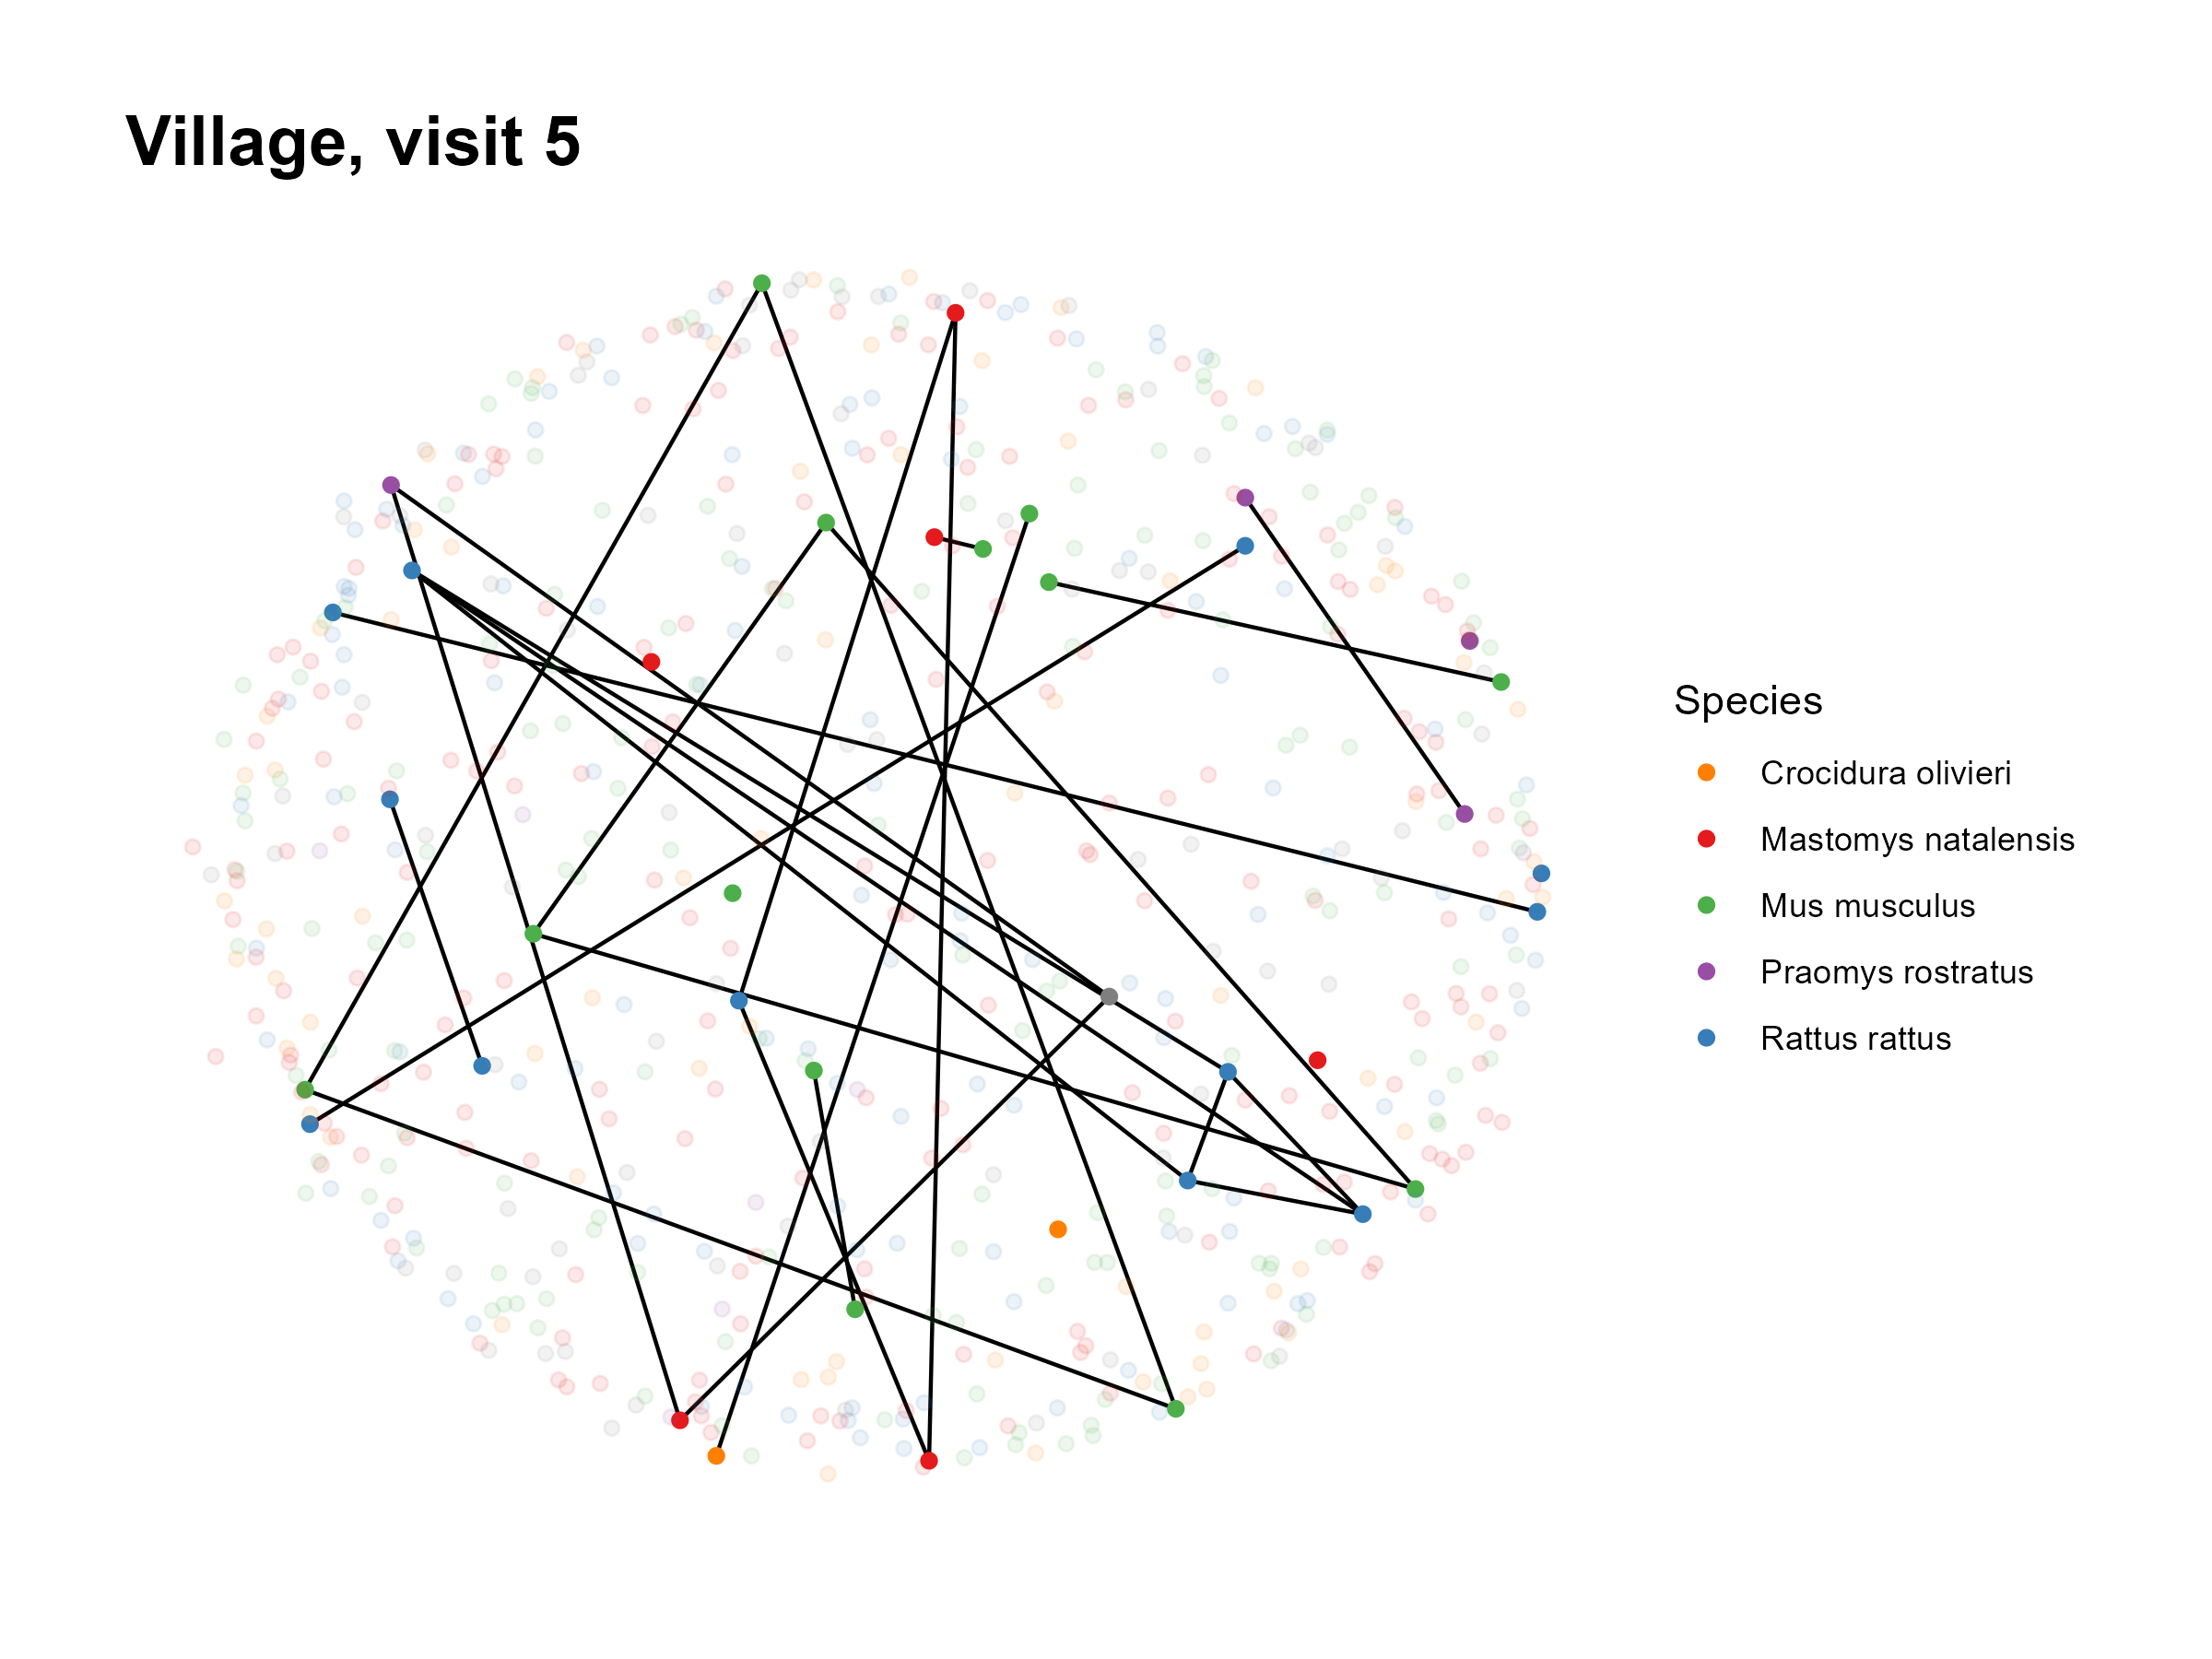 Village, visit 5
Species
Crocidura olivieri
Mastomys natalensis
Mus musculus
Praomys rostratus
Rattus rattus